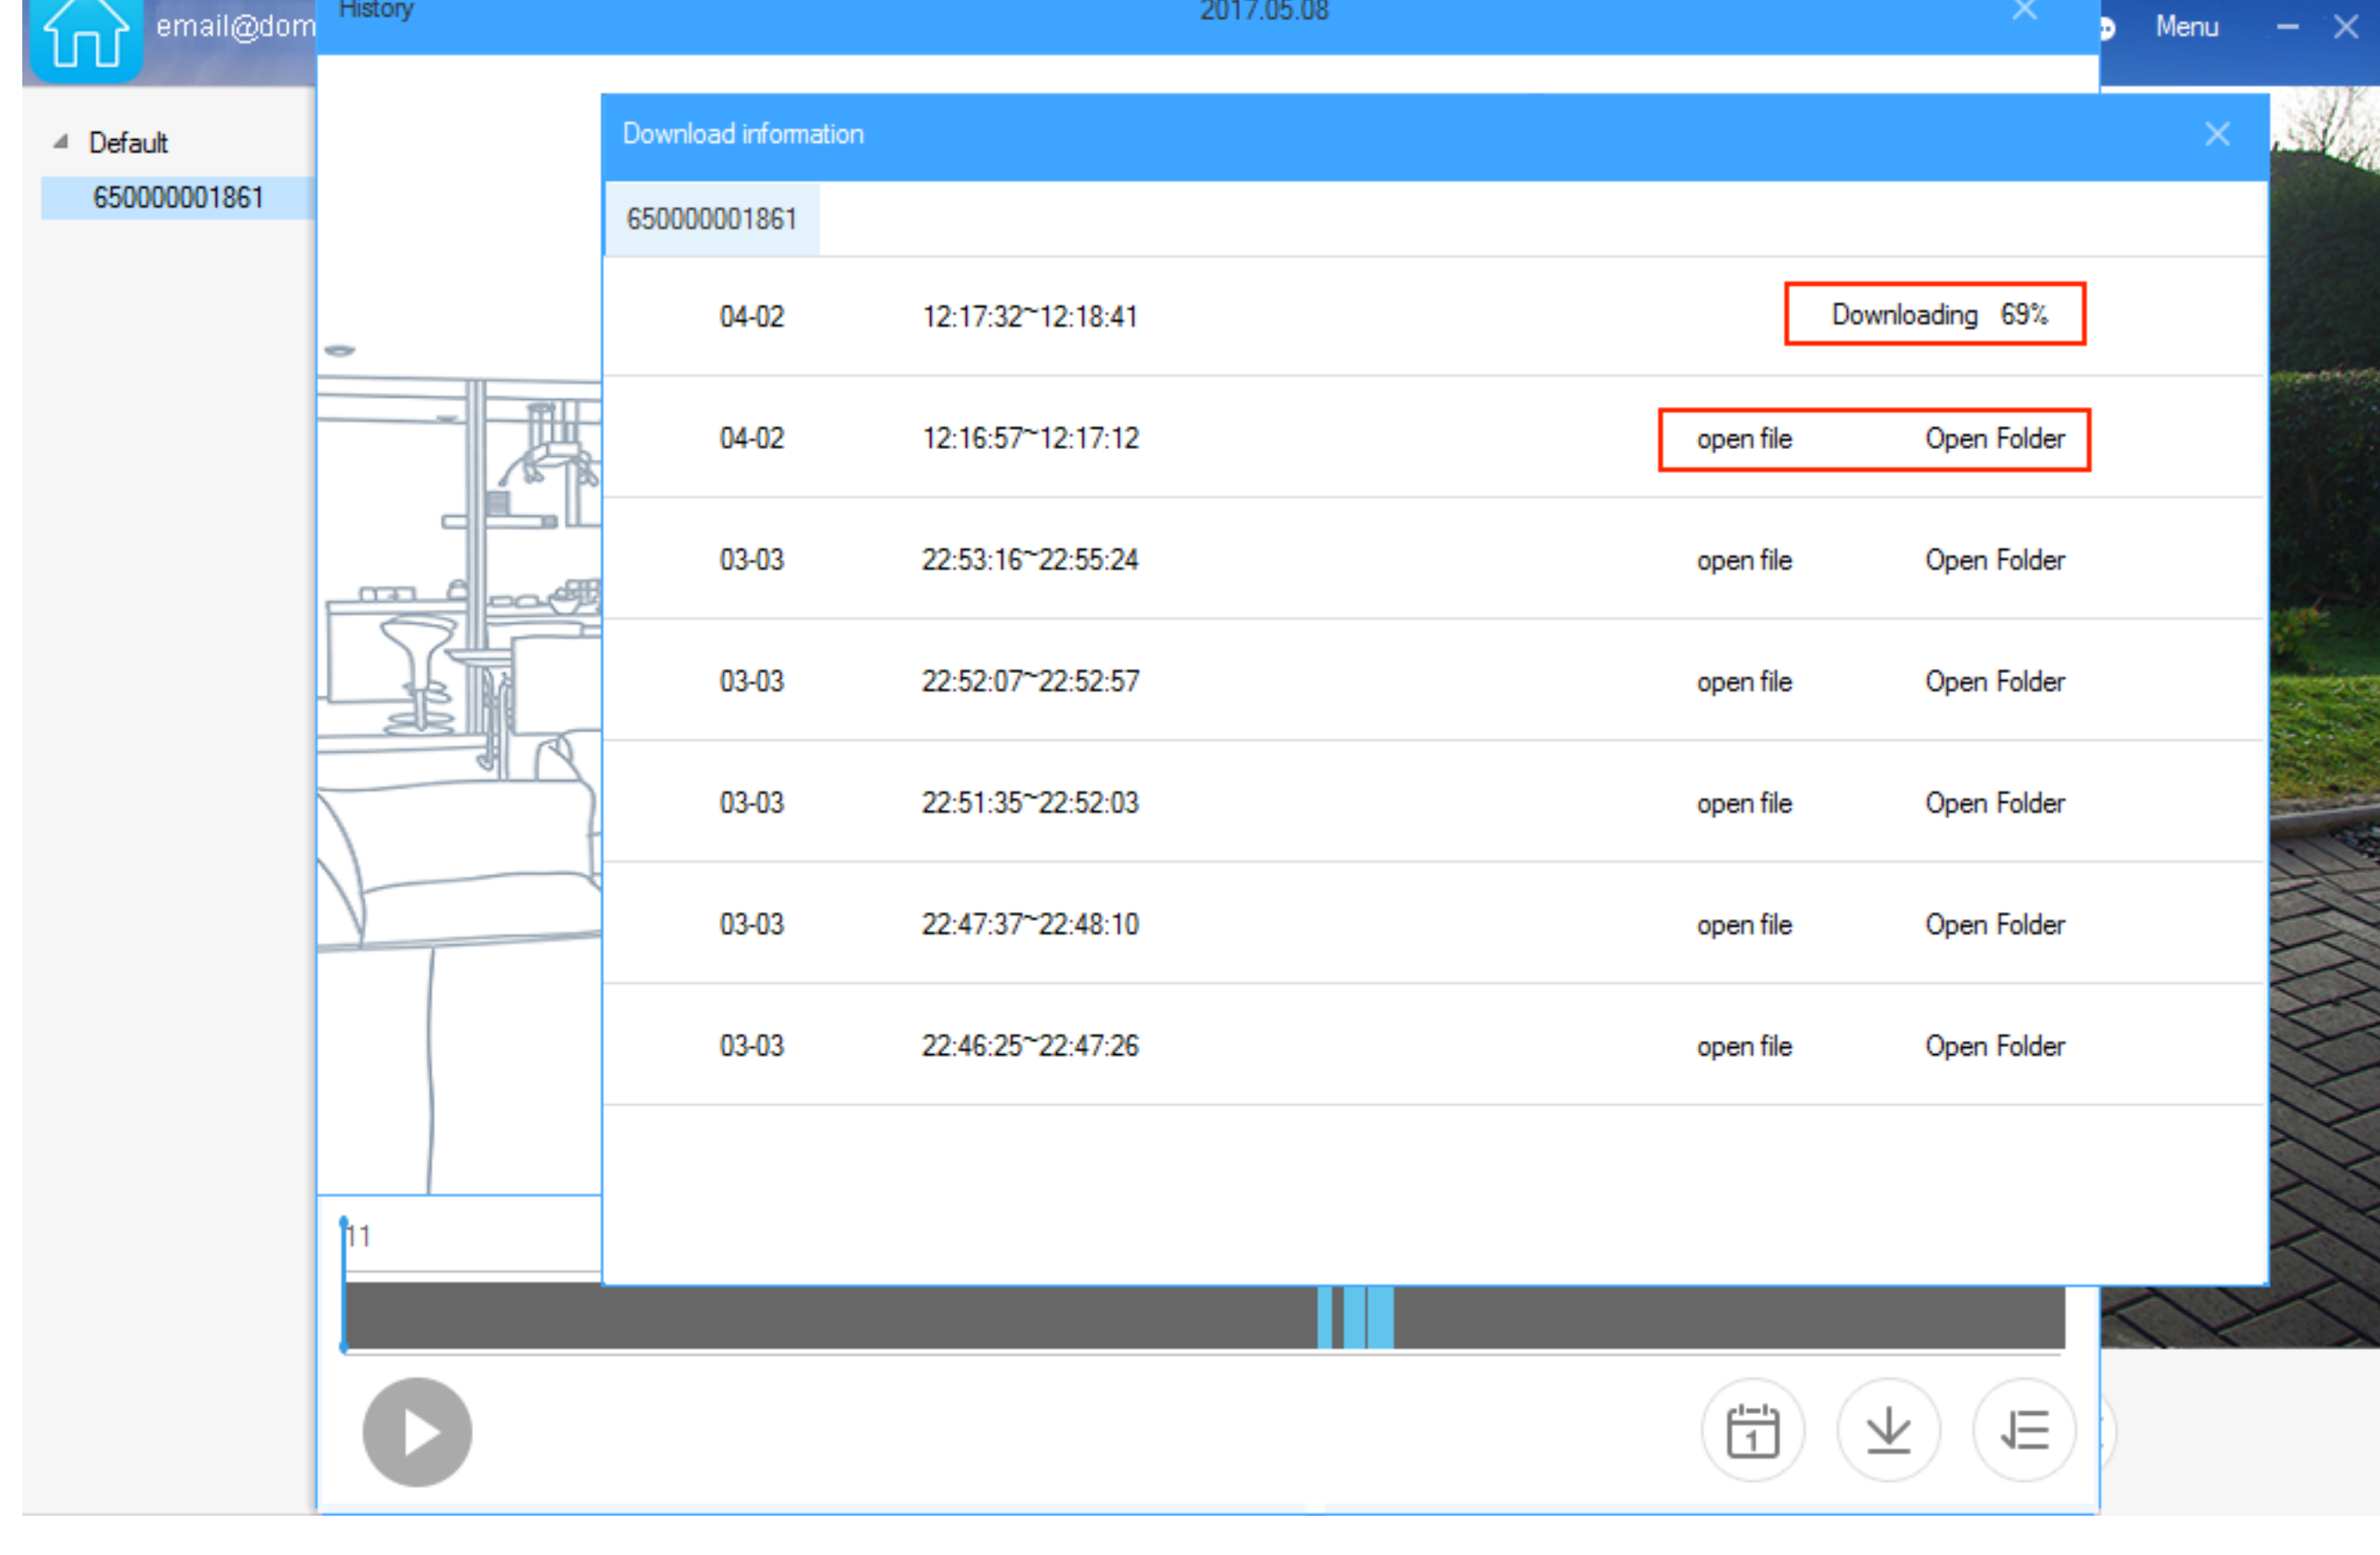 History 2017.05.08
email@dom Menu
Default
650000001861
Download information
650000001861
04-02 12:17:32~12:18:41 Downloading 69%
04-02 12:16:57~12:17:12 open file Open Folder
03-03 22:53:16~22:55:24 open file Open Folder
03-03 22:52:07~22:52:57 open file Open Folder
03-03 22:51:35~22:52:03 open file Open Folder
03-03 22:47:37~22:48:10 open file Open Folder
03-03 22:46:25~22:47:26 open file Open Folder
11
1